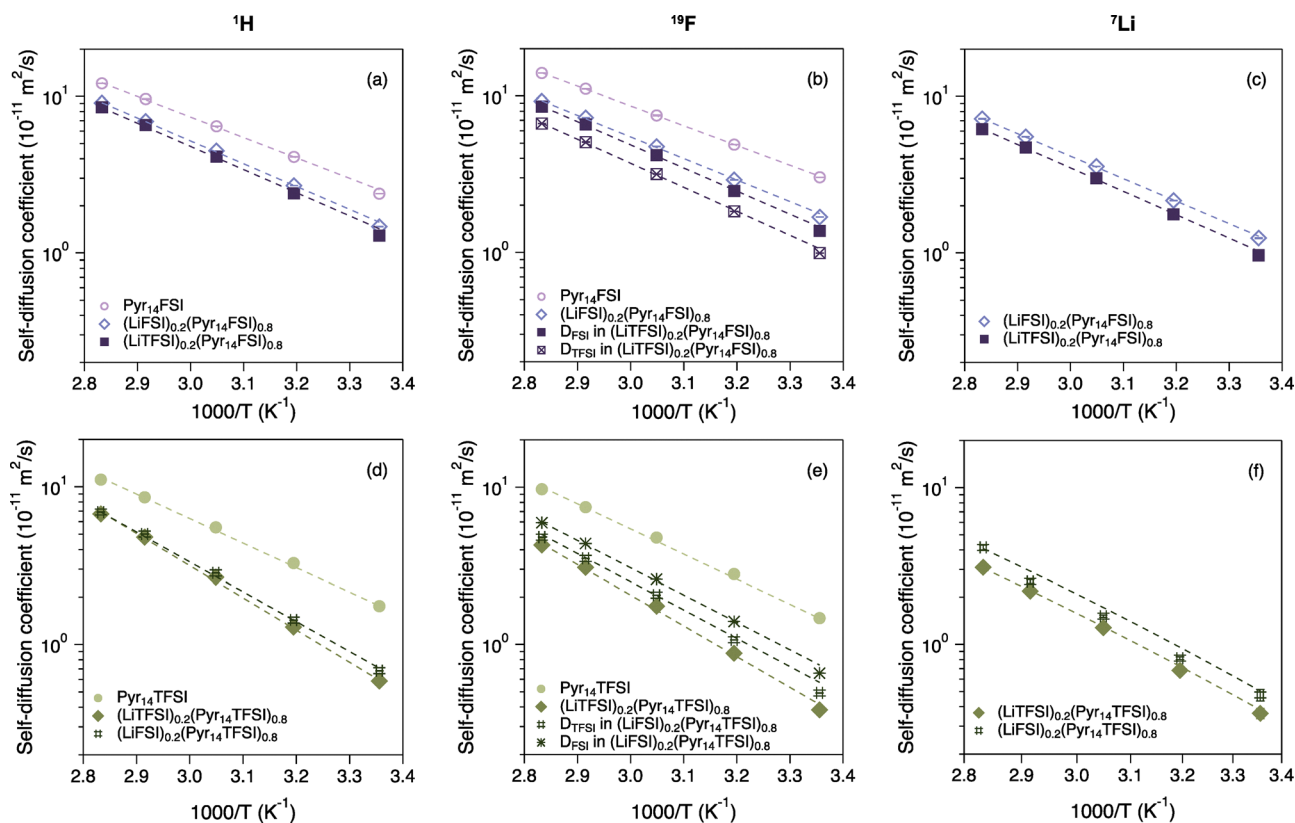 ¹H
¹⁹F
⁷Li
Self-diffusion coefficient (10⁻¹¹ m²/s)
10¹
10⁰
(a)
Pyr₁₄FSI
(LiFSI)₀.₂(Pyr₁₄FSI)₀.₈
(LiTFSI)₀.₂(Pyr₁₄FSI)₀.₈
2.8 2.9 3.0 3.1 3.2 3.3 3.4
1000/T (K⁻¹)
Self-diffusion coefficient (10⁻¹¹ m²/s)
10¹
10⁰
(b)
Pyr₁₄FSI
(LiFSI)₀.₂(Pyr₁₄FSI)₀.₈
D_FSI in (LiTFSI)₀.₂(Pyr₁₄FSI)₀.₈
D_TFSI in (LiTFSI)₀.₂(Pyr₁₄FSI)₀.₈
2.8 2.9 3.0 3.1 3.2 3.3 3.4
1000/T (K⁻¹)
Self-diffusion coefficient (10⁻¹¹ m²/s)
10¹
10⁰
(c)
(LiFSI)₀.₂(Pyr₁₄FSI)₀.₈
(LiTFSI)₀.₂(Pyr₁₄FSI)₀.₈
2.8 2.9 3.0 3.1 3.2 3.3 3.4
1000/T (K⁻¹)
Self-diffusion coefficient (10⁻¹¹ m²/s)
10¹
10⁰
(d)
Pyr₁₄TFSI
(LiTFSI)₀.₂(Pyr₁₄TFSI)₀.₈
(LiFSI)₀.₂(Pyr₁₄TFSI)₀.₈
2.8 2.9 3.0 3.1 3.2 3.3 3.4
1000/T (K⁻¹)
Self-diffusion coefficient (10⁻¹¹ m²/s)
10¹
10⁰
(e)
Pyr₁₄TFSI
(LiTFSI)₀.₂(Pyr₁₄TFSI)₀.₈
D_TFSI in (LiFSI)₀.₂(Pyr₁₄TFSI)₀.₈
D_FSI in (LiFSI)₀.₂(Pyr₁₄TFSI)₀.₈
2.8 2.9 3.0 3.1 3.2 3.3 3.4
1000/T (K⁻¹)
Self-diffusion coefficient (10⁻¹¹ m²/s)
10¹
10⁰
(f)
(LiTFSI)₀.₂(Pyr₁₄TFSI)₀.₈
(LiFSI)₀.₂(Pyr₁₄TFSI)₀.₈
2.8 2.9 3.0 3.1 3.2 3.3 3.4
1000/T (K⁻¹)